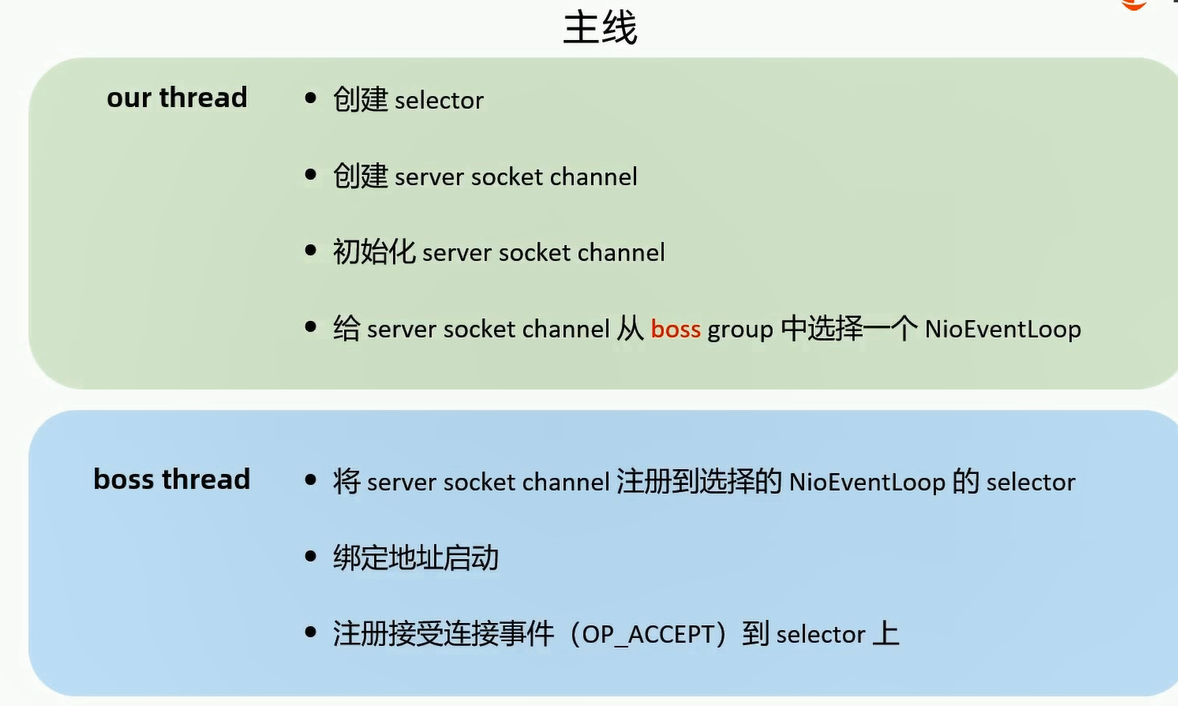 主线
our thread
• 创建 selector
• 创建 server socket channel
• 初始化 server socket channel
• 给 server socket channel 从 boss group 中选择一个 NioEventLoop
boss thread
• 将 server socket channel 注册到选择的 NioEventLoop 的 selector
• 绑定地址启动
• 注册接受连接事件（OP_ACCEPT）到 selector 上